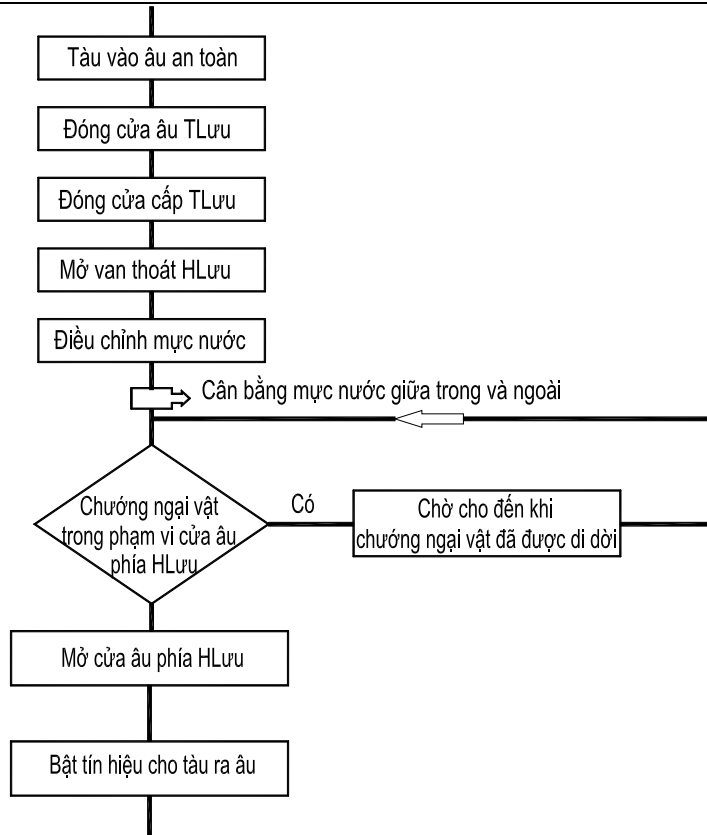 Tàu vào âu an toàn
Đóng cửa âu TLưu
Đóng cửa cấp TLưu
Mở van thoát HLưu
Điều chỉnh mực nước
Cân bằng mực nước giữa trong và ngoài
Chướng ngại vật
trong phạm vi cửa âu
phía HLưu
Có
Chờ cho đến khi
chướng ngại vật đã được di dời
Mở cửa âu phía HLưu
Bật tín hiệu cho tàu ra âu